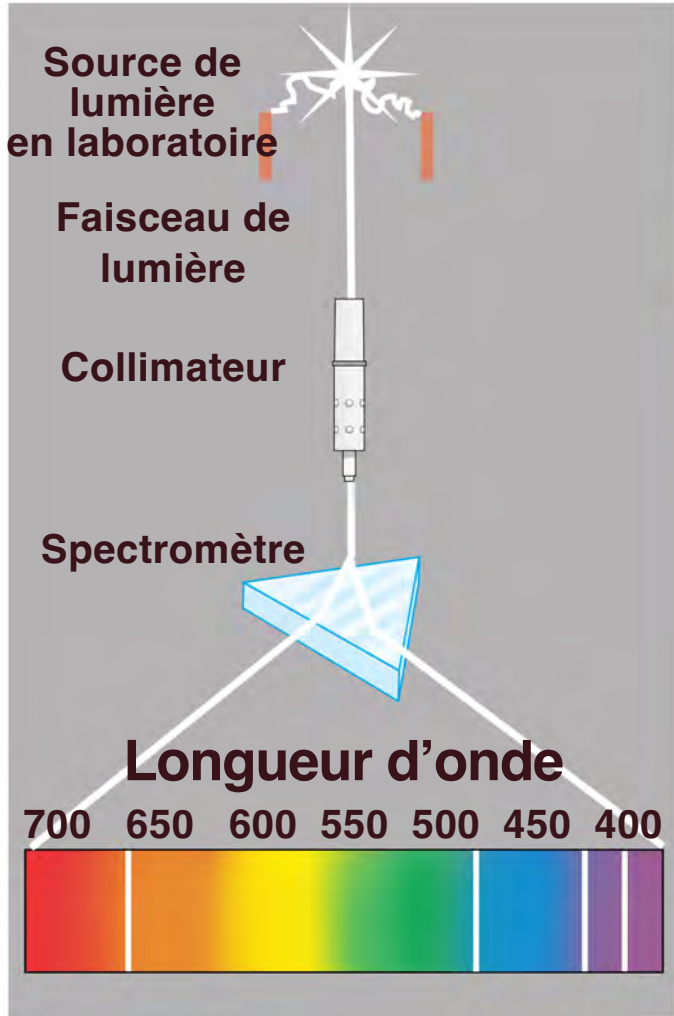 Source de
lumière
en laboratoire
Faisceau de
lumière
Collimateur
Spectromètre
Longueur d’onde
700 650 600 550 500 450 400